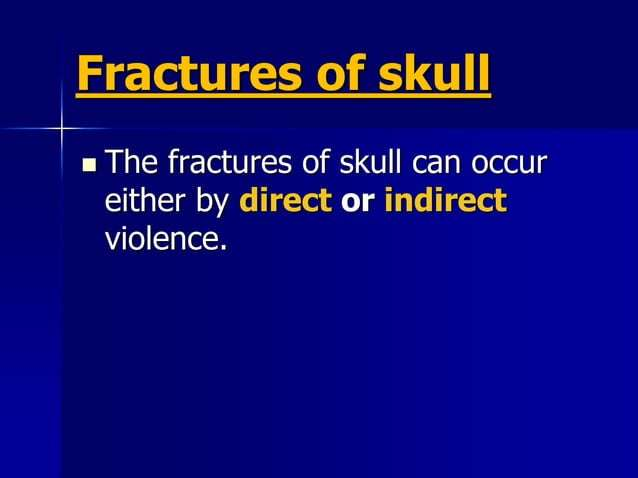 Fractures of skull
The fractures of skull can occur
either by direct or indirect
violence.